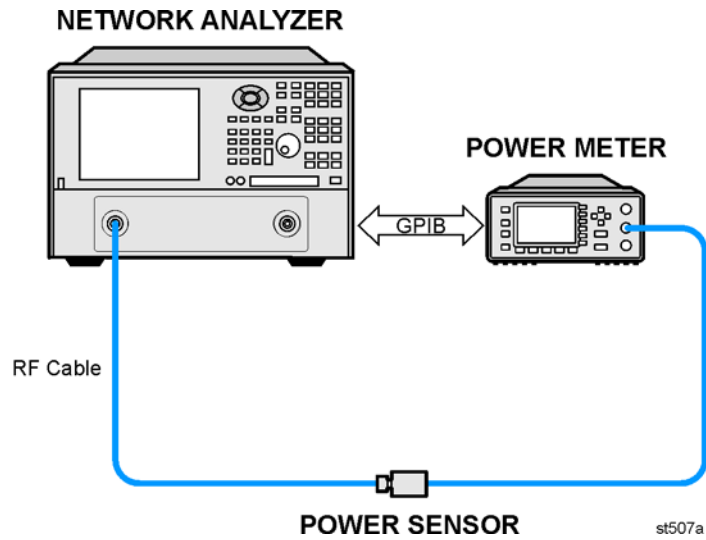 NETWORK ANALYZER
POWER METER
GPIB
RF Cable
POWER SENSOR
st507a